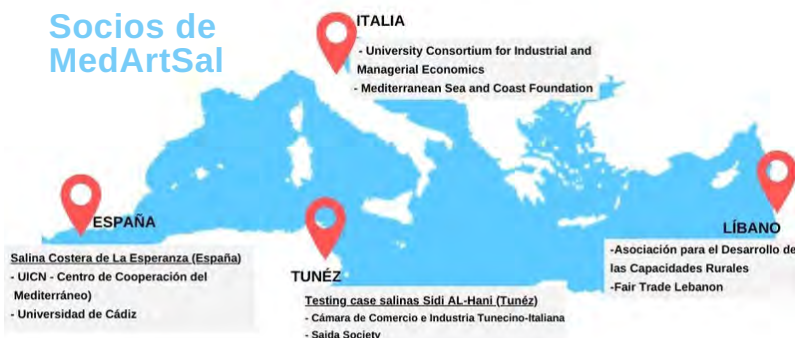 Socios de
MedArtSal
ITALIA
- University Consortium for Industrial and
Managerial Economics
- Mediterranean Sea and Coast Foundation
ESPAÑA
Salina Costera de La Esperanza (España)
- UICN - Centro de Cooperación del
Mediterráneo)
- Universidad de Cádiz
TUNÉZ
Testing case salinas Sidi AL-Hani (Tunéz)
- Cámara de Comercio e Industria Tunecino-Italiana
- Saida Society
LÍBANO
-Asociación para el Desarrollo de
las Capacidades Rurales
-Fair Trade Lebanon